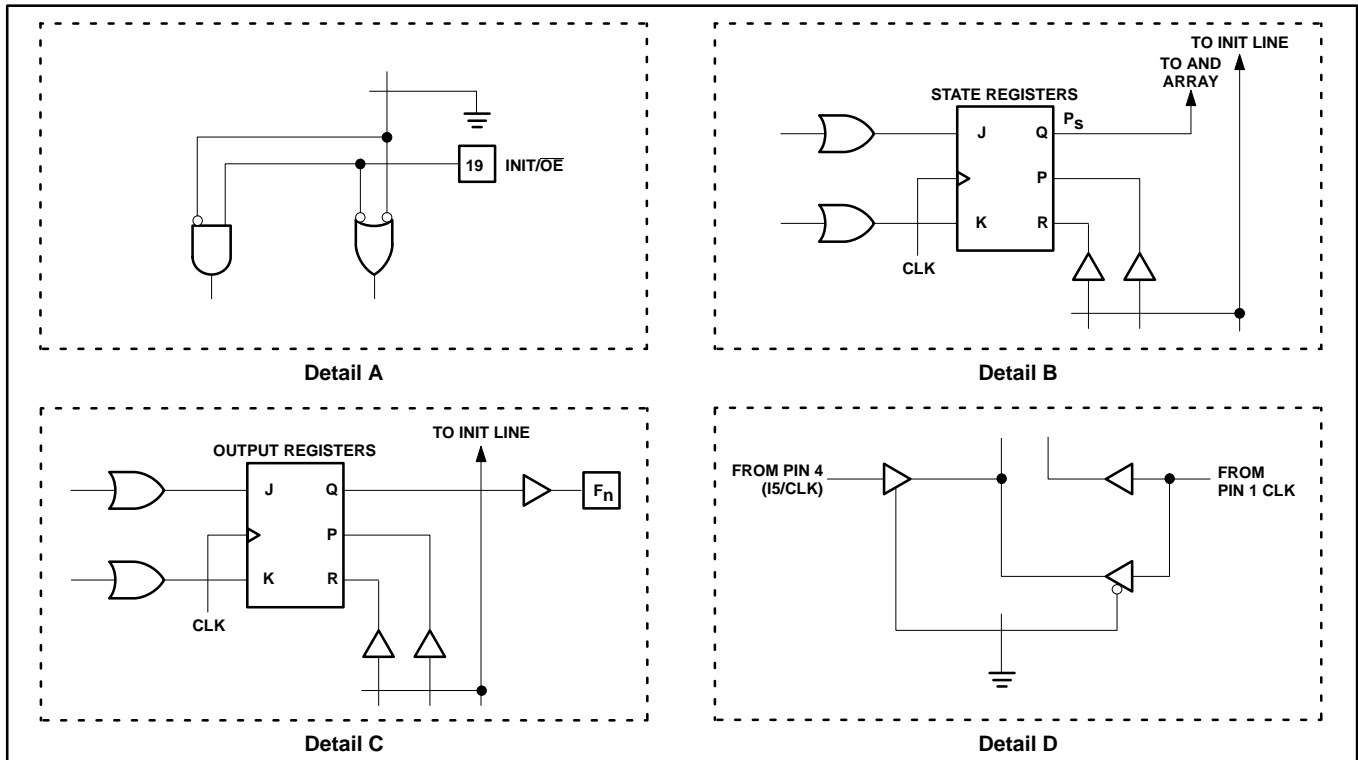 19 INIT/OE
Detail A
TO INIT LINE
TO AND
ARRAY
STATE REGISTERS
Ps
J Q
P
K R
CLK
Detail B
TO INIT LINE
OUTPUT REGISTERS
J Q Fn
P
K R
CLK
Detail C
FROM PIN 4
(I5/CLK)
FROM
PIN 1 CLK
Detail D